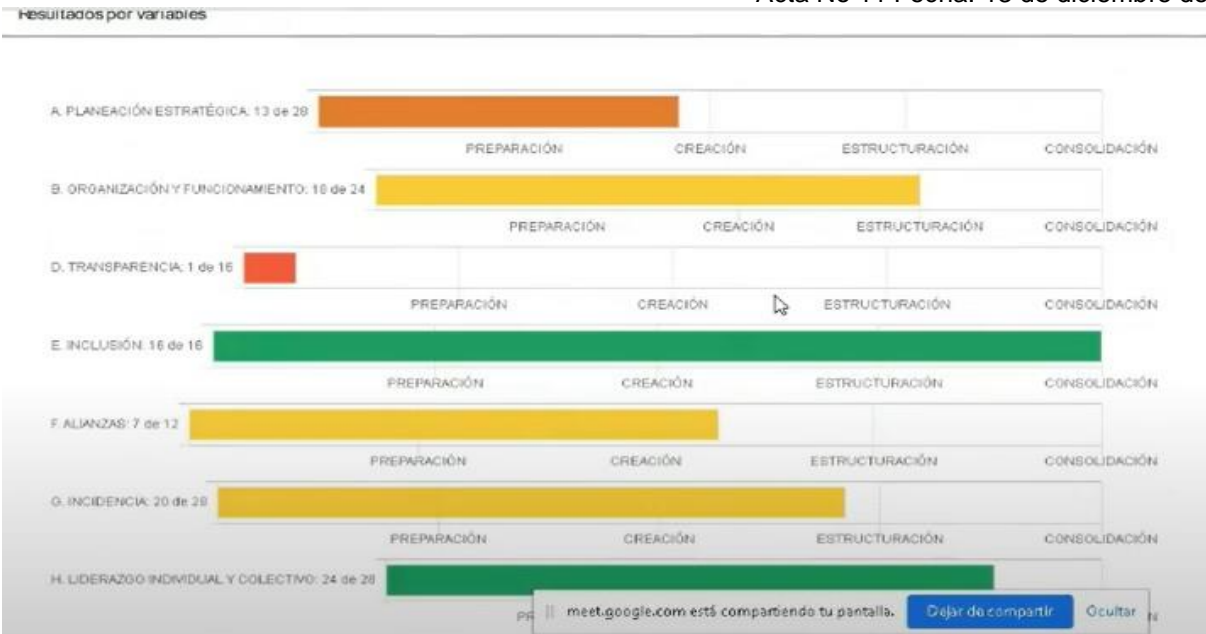 Resultados por variables
A. PLANEACIÓN ESTRATÉGICA: 13 de 28
PREPARACIÓN CREACIÓN ESTRUCTURACIÓN CONSOLIDACIÓN
B. ORGANIZACIÓN Y FUNCIONAMIENTO: 18 de 24
PREPARACIÓN CREACIÓN ESTRUCTURACIÓN CONSOLIDACIÓN
D. TRANSPARENCIA: 1 de 16
PREPARACIÓN CREACIÓN ESTRUCTURACIÓN CONSOLIDACIÓN
E. INCLUSIÓN: 16 de 16
PREPARACIÓN CREACIÓN ESTRUCTURACIÓN CONSOLIDACIÓN
F. ALIANZAS: 7 de 12
PREPARACIÓN CREACIÓN ESTRUCTURACIÓN CONSOLIDACIÓN
G. INCIDENCIA: 20 de 28
PREPARACIÓN CREACIÓN ESTRUCTURACIÓN CONSOLIDACIÓN
H. LIDERAZGO INDIVIDUAL Y COLECTIVO: 24 de 28
meet.google.com está compartiendo tu pantalla. Dejar de compartir Ocultar